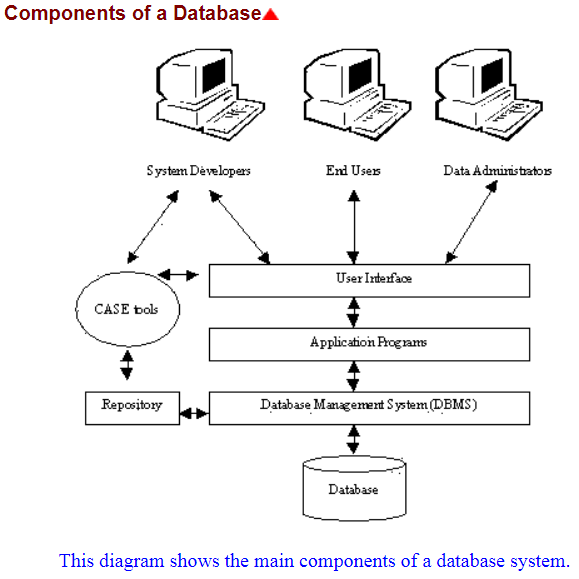 Components of a Database
System Developers
End Users
Data Administrators
User Interface
CASE tools
Application Programs
Repository
Database Management System (DBMS)
Database
This diagram shows the main components of a database system.